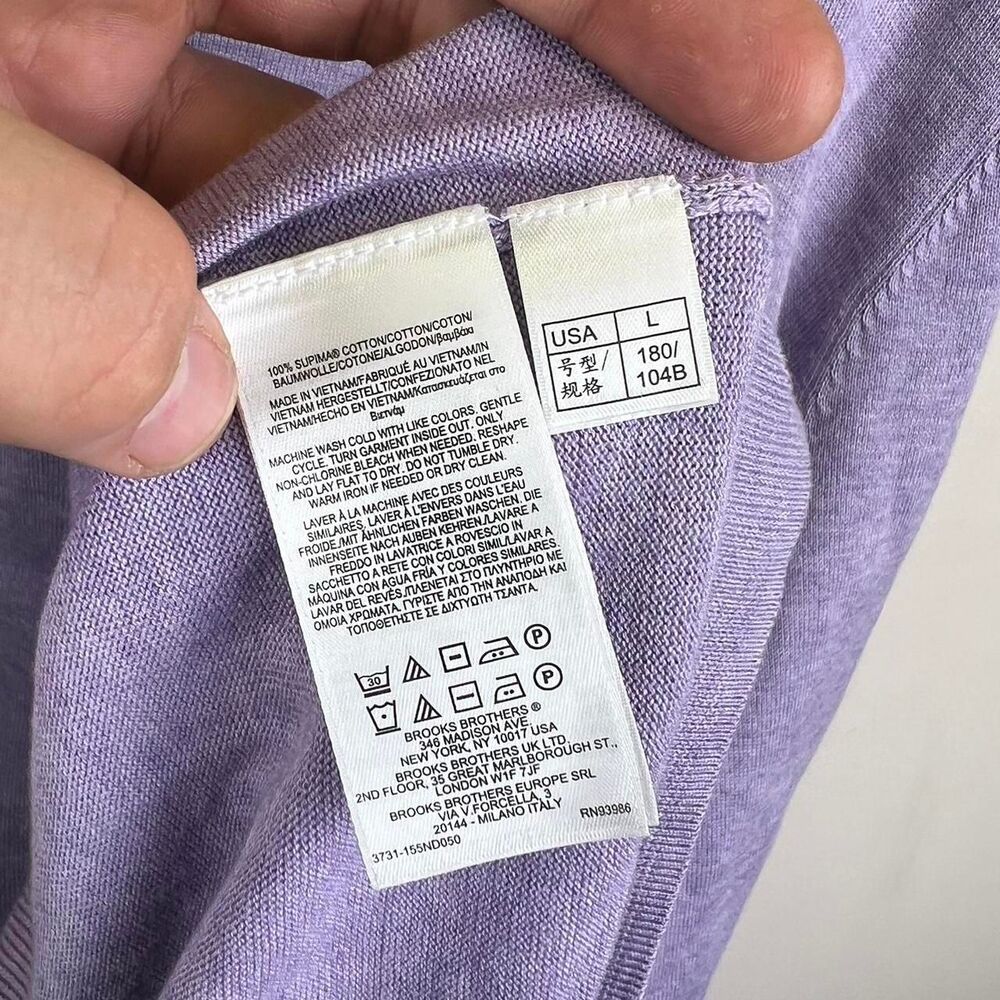 100% SUPIMA® COTTON/COTTON/COTON/
BAUMWOLLE/COTONE/ALGODON/βαμβάκι
MADE IN VIETNAM/FABRIQUÉ AU VIETNAM/IN
VIETNAM HERGESTELLT/CONFEZIONATO NEL
VIETNAM/HECHO EN VIETNAM/Κατασκευάζεται στο
Βιετνάμ
MACHINE WASH COLD WITH LIKE COLORS, GENTLE
CYCLE, TURN GARMENT INSIDE OUT. ONLY
NON-CHLORINE BLEACH WHEN NEEDED. RESHAPE
AND LAY FLAT TO DRY. DO NOT TUMBLE DRY.
WARM IRON IF NEEDED OR DRY CLEAN.
LAVER À LA MACHINE AVEC DES COULEURS
SIMILAIRES, LAVER À L'ENVERS DANS L'EAU
FROIDE./MIT ÄHNLICHEN FARBEN WASCHEN, DIE
INNENSEITE NACH AUßEN KEHREN/LAVARE A
FREDDO IN LAVATRICE A ROVESCIO IN
SACCHETTO A RETE CON COLORI SIMILI/LAVAR A
MÁQUINA CON AGUA FRÍA Y COLORES SIMILARES.
LAVAR DEL REVÉS./ΠΛΕΝΕΤΑΙ ΣΤΟ ΠΛΥΝΤΗΡΙΟ ΜΕ
ΟΜΟΙΑ ΧΡΩΜΑΤΑ. ΓΥΡΙΣΤΕ ΑΠΟ ΤΗΝ ΑΝΑΠΟΔΗ ΚΑΙ
ΤΟΠΟΘΕΤΗΣΤΕ ΣΕ ΔΙΧΤΥΩΤΗ ΤΣΑΝΤΑ.
30 P
P
BROOKS BROTHERS ®
346 MADISON AVE.
NEW YORK, NY 10017 USA
BROOKS BROTHERS UK LTD.
2ND FLOOR, 35 GREAT MARLBOROUGH ST.,
LONDON W1F 7JF
BROOKS BROTHERS EUROPE SRL
VIA V.FORCELLA, 3
20144 - MILANO ITALY
RN93986
3731-155ND050
USA L
号型/ 180/
规格 104B